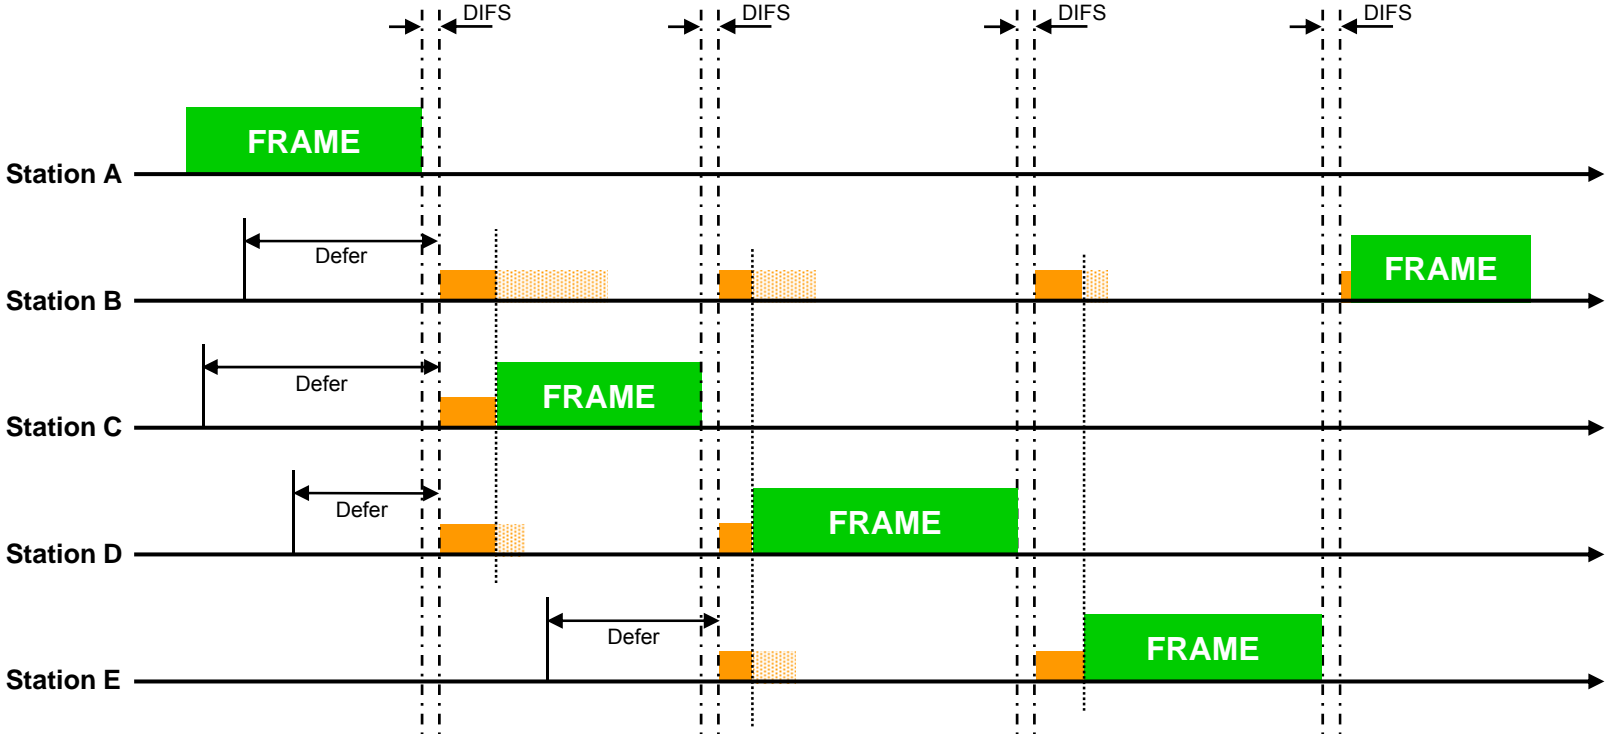 DIFS DIFS DIFS DIFS
FRAME
Station A
Defer FRAME
Station B
Defer FRAME
Station C
Defer FRAME
Station D
Defer FRAME
Station E